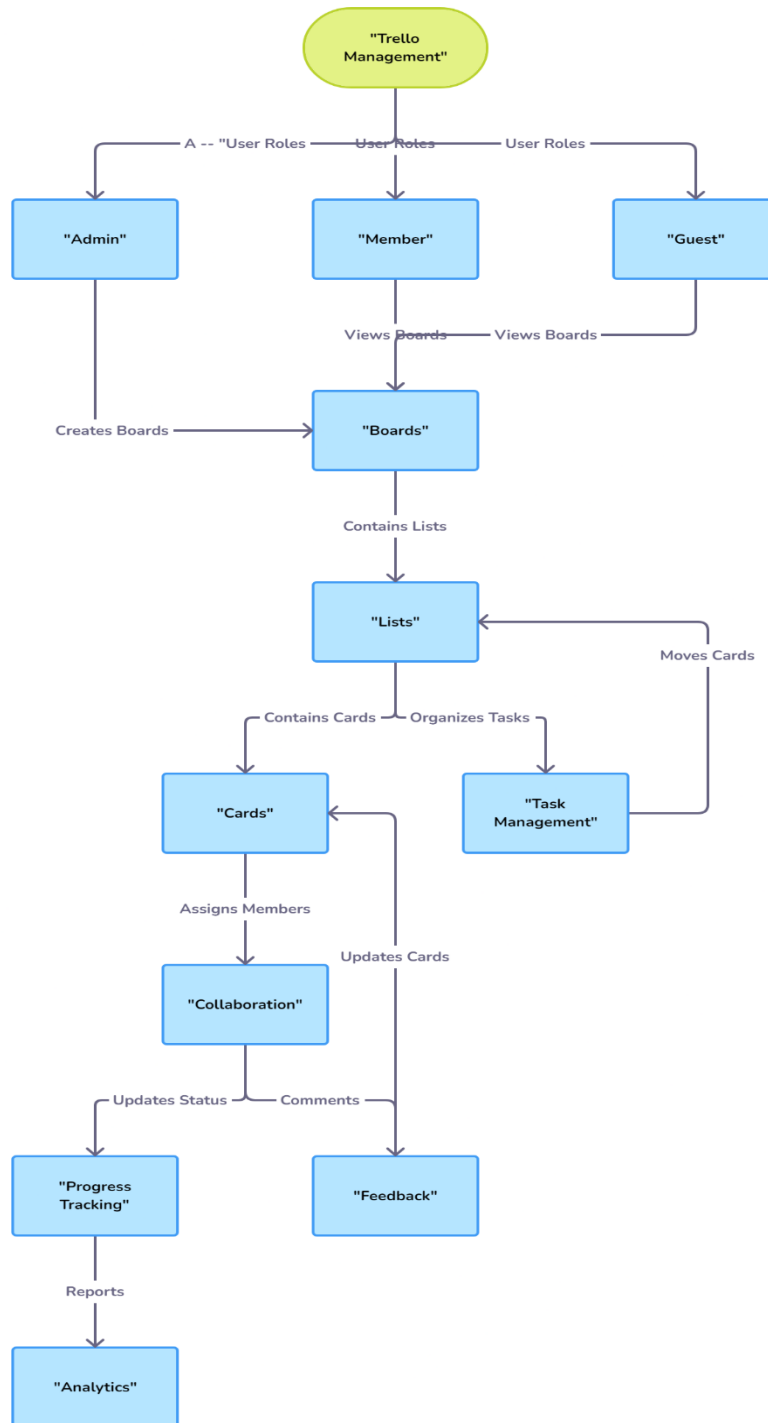 "Trello
Management"
A -- "User Roles
User Roles
User Roles
"Admin"
"Member"
"Guest"
Views Boards
Views Boards
Creates Boards
"Boards"
Contains Lists
"Lists"
Moves Cards
Contains Cards
Organizes Tasks
"Cards"
"Task
Management"
Assigns Members
Updates Cards
"Collaboration"
Updates Status
Comments
"Progress
Tracking"
"Feedback"
Reports
"Analytics"